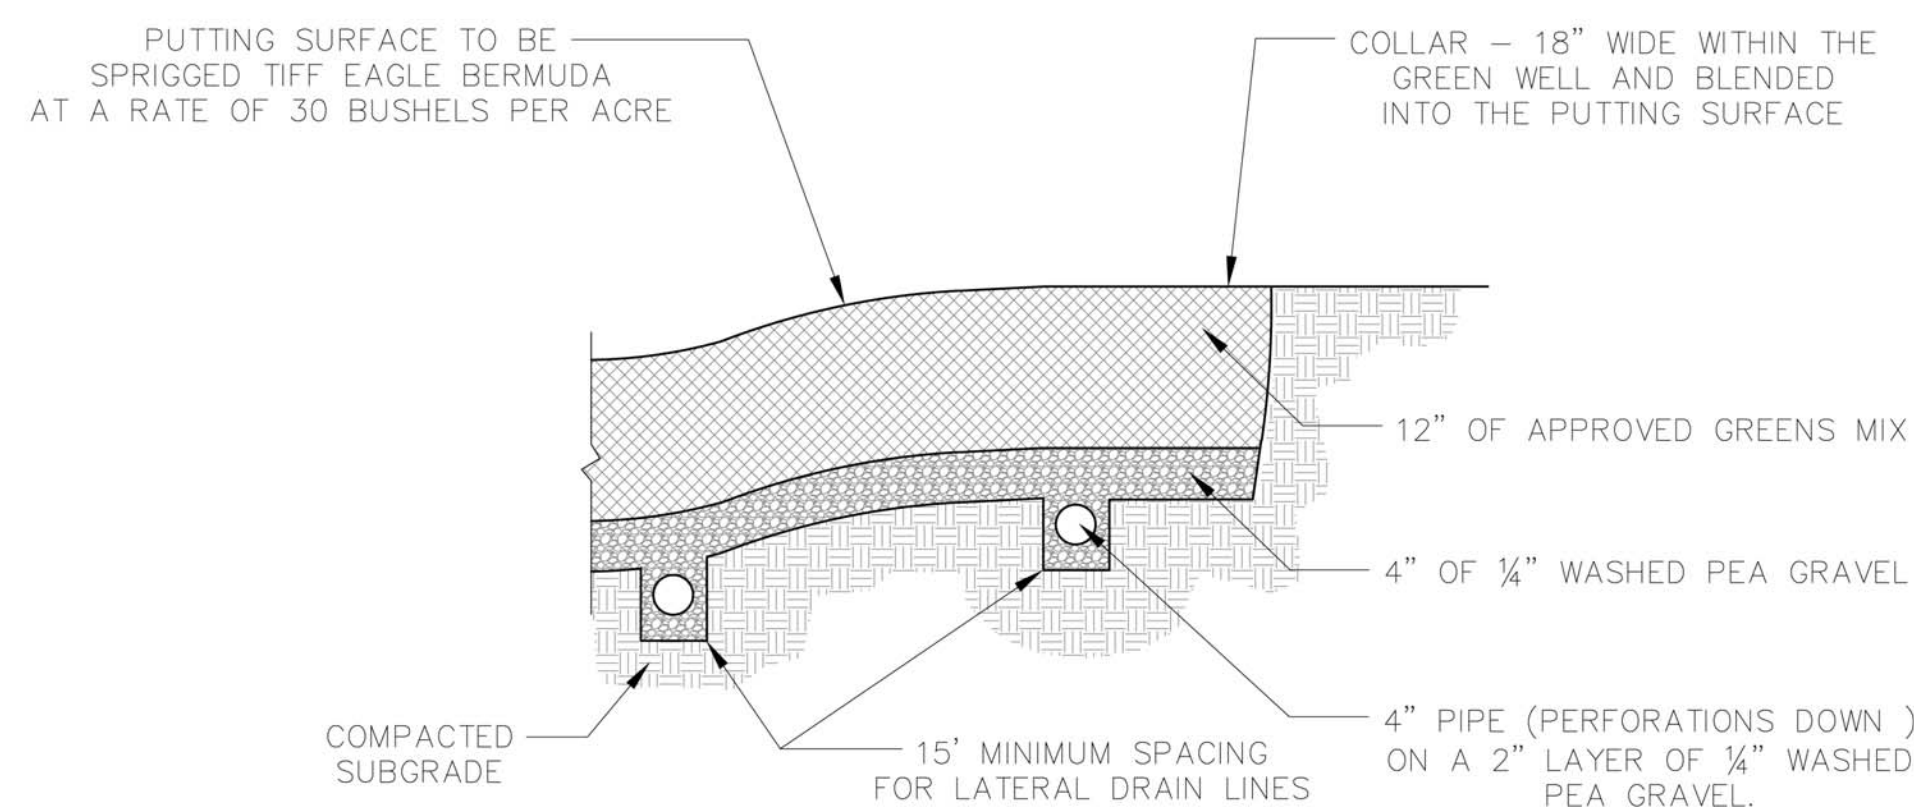 PUTTING SURFACE TO BE
SPRIGGED TIFF EAGLE BERMUDA
AT A RATE OF 30 BUSHELS PER ACRE
COLLAR – 18” WIDE WITHIN THE
GREEN WELL AND BLENDED
INTO THE PUTTING SURFACE
12” OF APPROVED GREENS MIX
4” OF ¼” WASHED PEA GRAVEL
4” PIPE (PERFORATIONS DOWN )
ON A 2” LAYER OF ¼” WASHED
PEA GRAVEL.
15’ MINIMUM SPACING
FOR LATERAL DRAIN LINES
COMPACTED
SUBGRADE